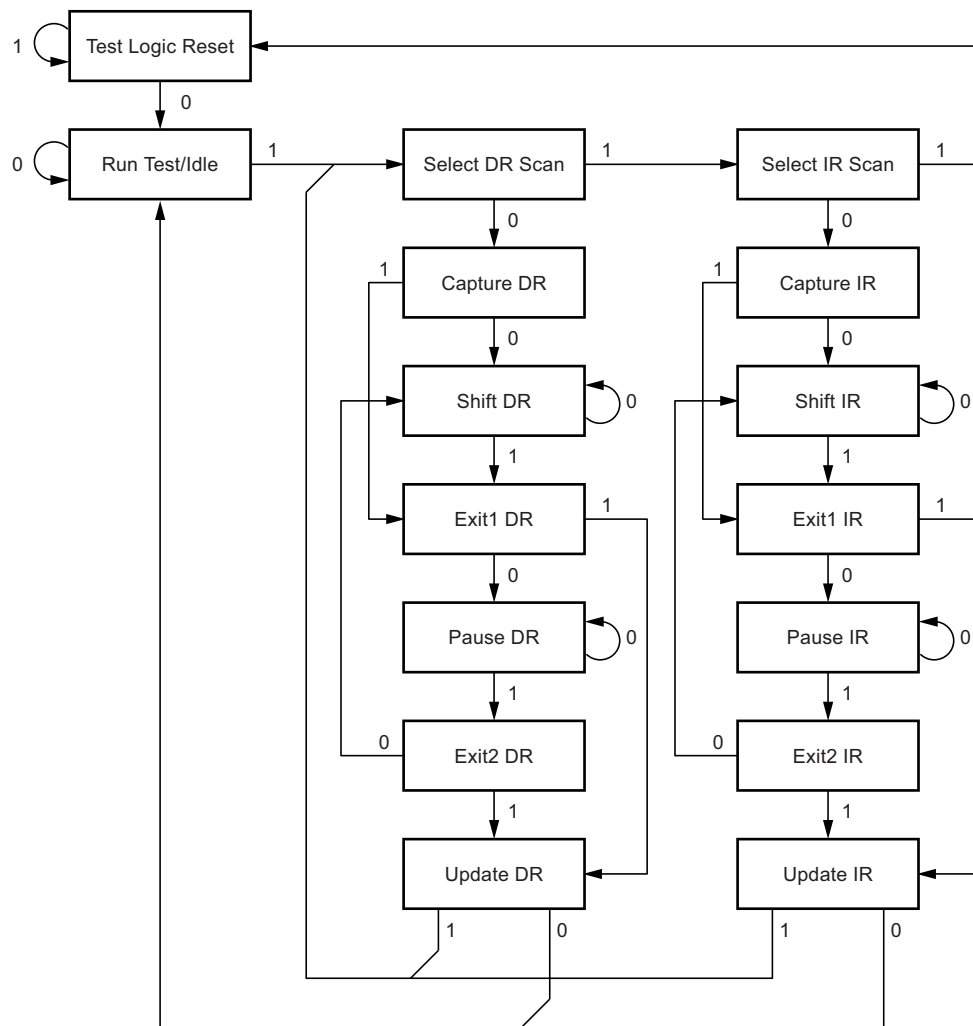 1
Test Logic Reset
0
0
Run Test/Idle
1
Select DR Scan
1
Select IR Scan
1
0
0
1
Capture DR
1
Capture IR
0
0
Shift DR
0
Shift IR
0
1
1
Exit1 DR
1
Exit1 IR
1
0
0
Pause DR
0
Pause IR
0
1
1
0
Exit2 DR
0
Exit2 IR
1
1
Update DR
Update IR
1
0
1
0